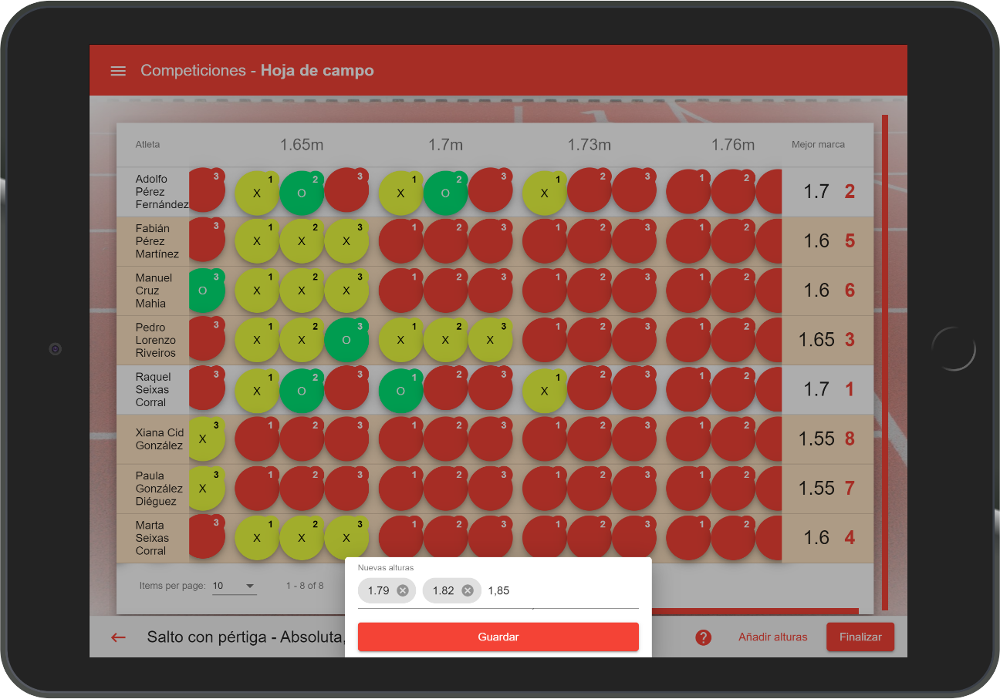 Competiciones - Hoja de campo
Atleta 1.65m 1.7m 1.73m 1.76m Mejor marca
Adolfo Pérez Fernández 3 X 1 O 2 3 X 1 O 2 3 X 1 2 3 1 2 1.7 2
Fabián Pérez Martínez 3 X 1 X 2 X 3 1 2 3 1 2 3 1 2 1.6 5
Manuel Cruz Mahia O 3 X 1 X 2 X 3 1 2 3 1 2 3 1 2 1.6 6
Pedro Lorenzo Riveiros 3 X 1 X 2 O 3 X 1 X 2 X 3 1 2 3 1 2 1.65 3
Raquel Seixas Corral 3 X 1 O 2 3 O 1 2 3 X 1 2 3 1 2 1.7 1
Xiana Cid González X 3 1 2 3 1 2 3 1 2 3 1 2 1.55 8
Paula González Diéguez X 3 1 2 3 1 2 3 1 2 3 1 2 1.55 7
Marta Seixas Corral 3 X 1 X 2 X 3 1 2 3 1 2 3 1 2 1.6 4
Items per page: 10 1 - 8 of 8
Nuevas alturas
1.79 1.82 1,85
Guardar
Salto con pértiga - Absoluta, ? Añadir alturas Finalizar